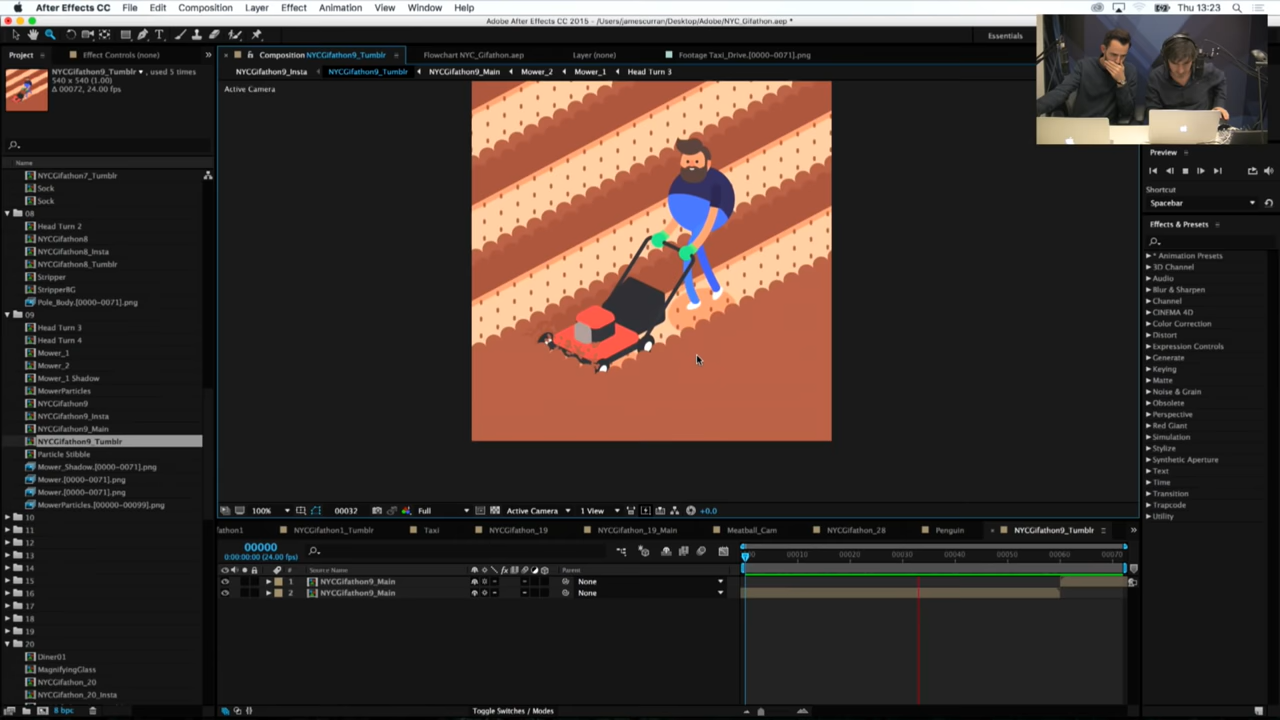 After Effects CC File Edit Composition Layer Effect Animation View Window Help Thu 13:23
Adobe After Effects CC 2015 - /Users/jamescurran/Desktop/Adobe/NYC_Gifathon.aep *
Project Effect Controls (none) Composition NYCGifathon9_Tumblr Flowchart NYC_Gifathon.aep Layer (none) Footage Taxi_Drive.[0000-0071].png Essentials
NYCGifathon9_Tumblr , used 5 times
540 x 540 (1.00)
Δ 00072, 24.00 fps
NYCGifathon9_Insta NYCGifathon9_Tumblr NYCGifathon9_Main Mower_2 Mower_1 Head Turn 3
Active Camera
Name
NYCGifathon7_Tumblr
Sock
Sock
08
Head Turn 2
NYCGifathon8
NYCGifathon8_Insta
NYCGifathon8_Tumblr
Stripper
StripperBG
Pole_Body.[0000-0071].png
09
Head Turn 3
Head Turn 4
Mower_1
Mower_2
Mower_1 Shadow
MowerParticles
NYCGifathon9
NYCGifathon9_Insta
NYCGifathon9_Main
NYCGifathon9_Tumblr
Particle Stibble
Mower_Shadow.[0000-0071].png
Mower.[0000-0071].png
Mower.[0000-0071].png
MowerParticles.[00000-00099].png
10
11
12
13
14
15
16
17
18
19
20
Diner01
MagnifyingGlass
NYCGifathon_20
NYCGifathon_20_Insta
8 bpc
Preview
Shortcut
Spacebar
Effects & Presets
* Animation Presets
3D Channel
Audio
Blur & Sharpen
Channel
CINEMA 4D
Color Correction
Distort
Expression Controls
Generate
Keying
Matte
Noise & Grain
Obsolete
Perspective
Red Giant
Simulation
Stylize
Synthetic Aperture
Text
Time
Transition
Trapcode
Utility
100% 00032 Full Active Camera 1 View +0.0
fathon1 NYCGifathon1_Tumblr Taxi NYCGifathon_19 NYCGifathon_19_Main Meatball_Cam NYCGifathon_28 Penguin NYCGifathon9_Tumblr
00000
0:00:00:00 (24.00 fps)
00010 00020 00030 00040 00050 00060 00070
# Source Name fx Parent
1 NYCGifathon9_Main None
2 NYCGifathon9_Main None
Toggle Switches / Modes